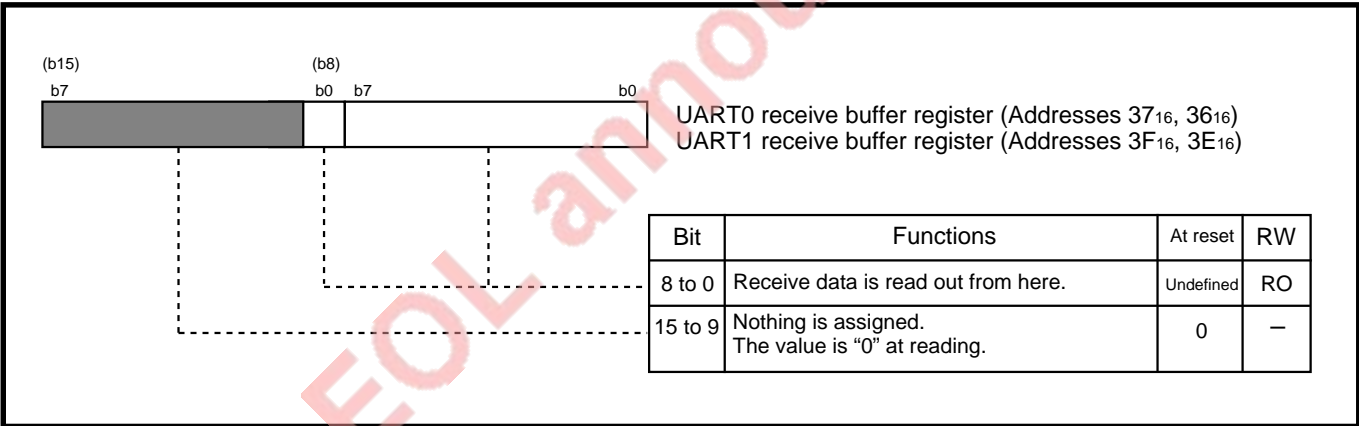 (b15) (b8)
b7 b0 b7 b0
UART0 receive buffer register (Addresses 37₁₆, 36₁₆)
UART1 receive buffer register (Addresses 3F₁₆, 3E₁₆)
Bit Functions At reset RW
8 to 0 Receive data is read out from here. Undefined RO
15 to 9 Nothing is assigned. 0 –
The value is “0” at reading.
EOL annou